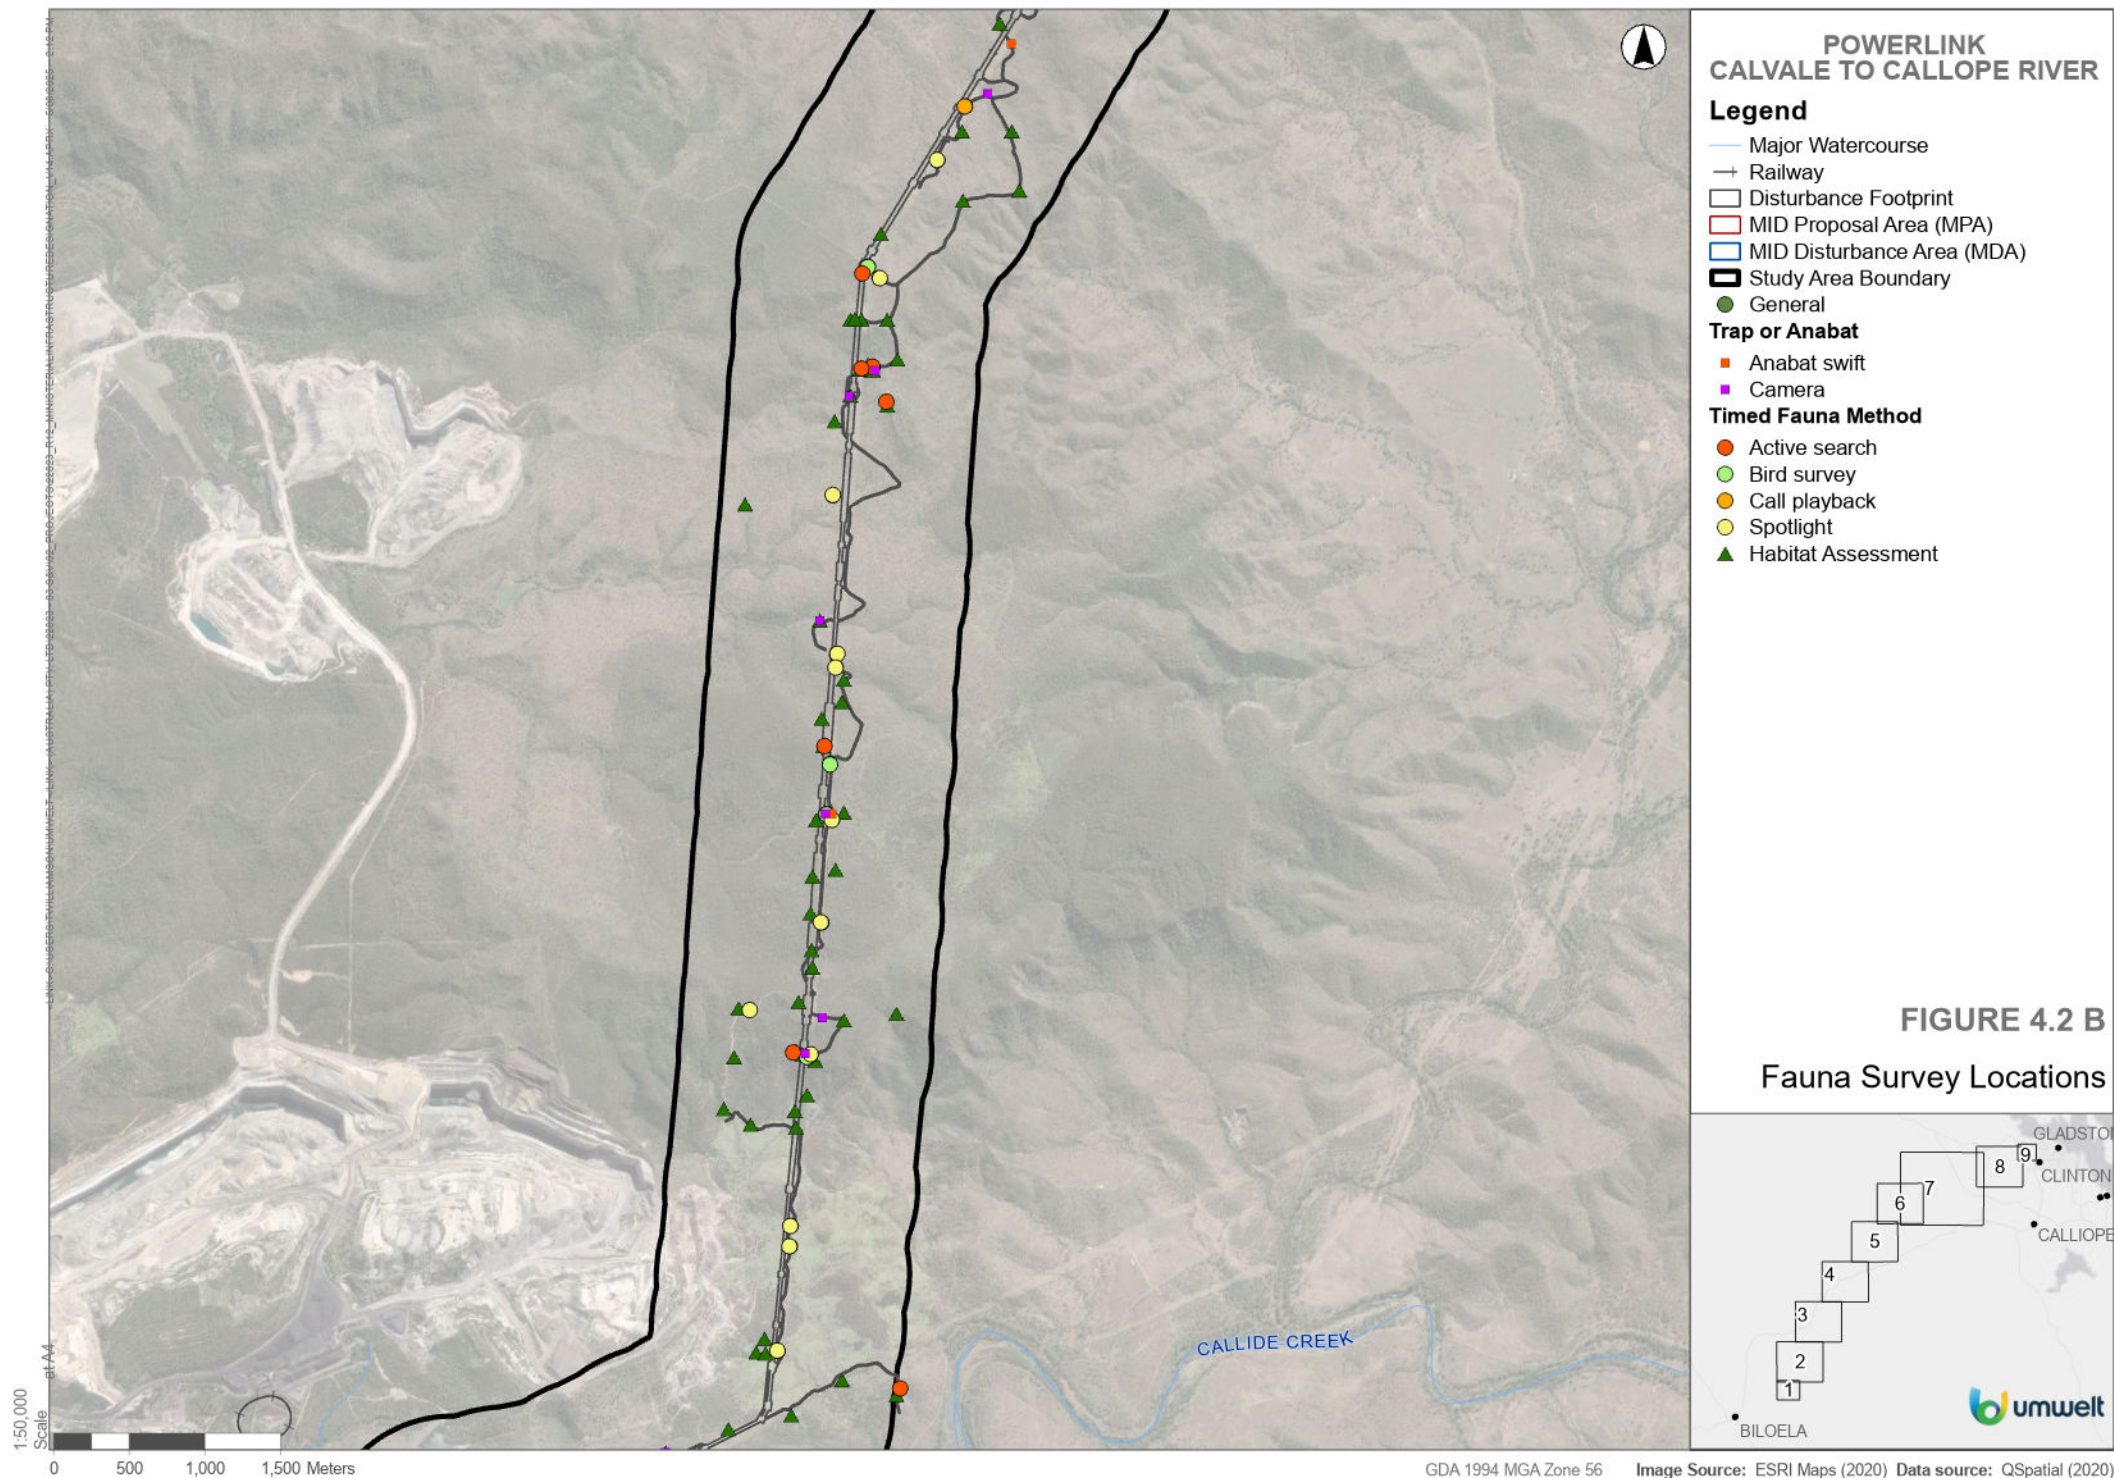 POWERLINK
CALVALE TO CALLOPE RIVER
Legend
Major Watercourse
Railway
Disturbance Footprint
MID Proposal Area (MPA)
MID Disturbance Area (MDA)
Study Area Boundary
General
Trap or Anabat
Anabat swift
Camera
Timed Fauna Method
Active search
Bird survey
Call playback
Spotlight
Habitat Assessment
CALLIDE CREEK
FIGURE 4.2 B
Fauna Survey Locations
GLADSTO
9
8
CLINTON
7
6
CALLIOPE
5
4
3
2
1
BILOELA
umwelt
Scale
1:50,000
at A4
0 500 1,000 1,500 Meters
GDA 1994 MGA Zone 56
Image Source: ESRI Maps (2020) Data source: QSpatial (2020)